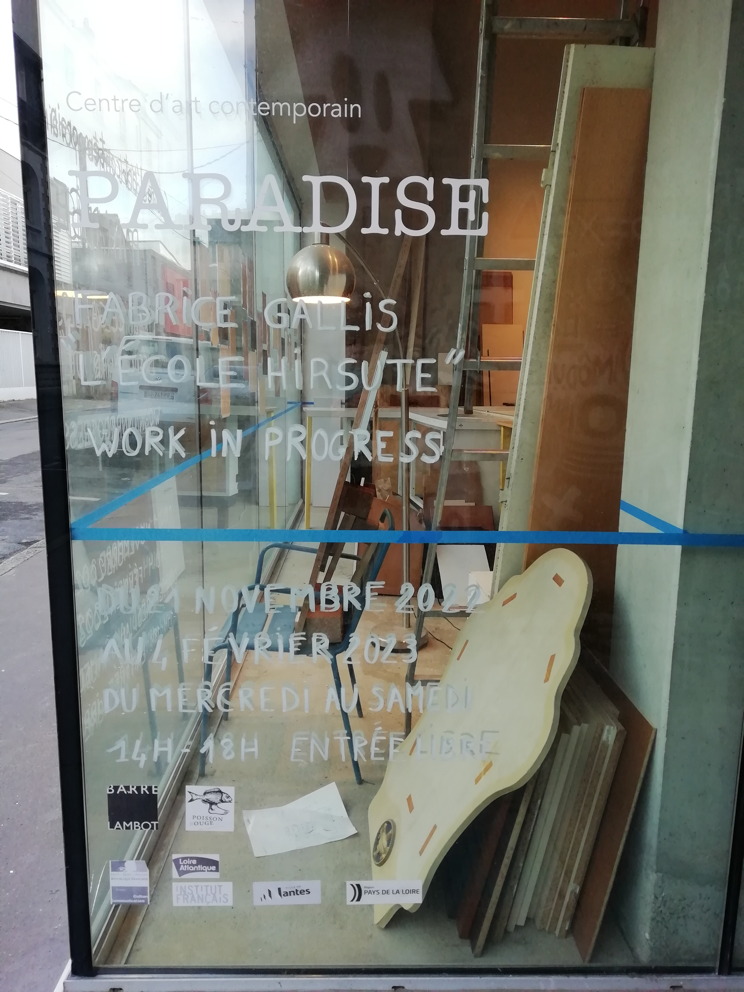 Centre d'art contemporain
PARADISE
FABRiCE GALLiS
"L'ÉCOLE HiRSUTE"
WORK iN PROGRESS
DU 21 NOVEMBRE 2022
AU 4 FÉVRIER 2023
DU MERCREDI AU SAMEDI
14H-18H ENTRÉE LIBRE
BARRE
LAMBOT
POISSON
ROUGE
Loire
Atlantique
INSTITUT
FRANÇAIS
Nantes
PAYS DE LA LOIRE